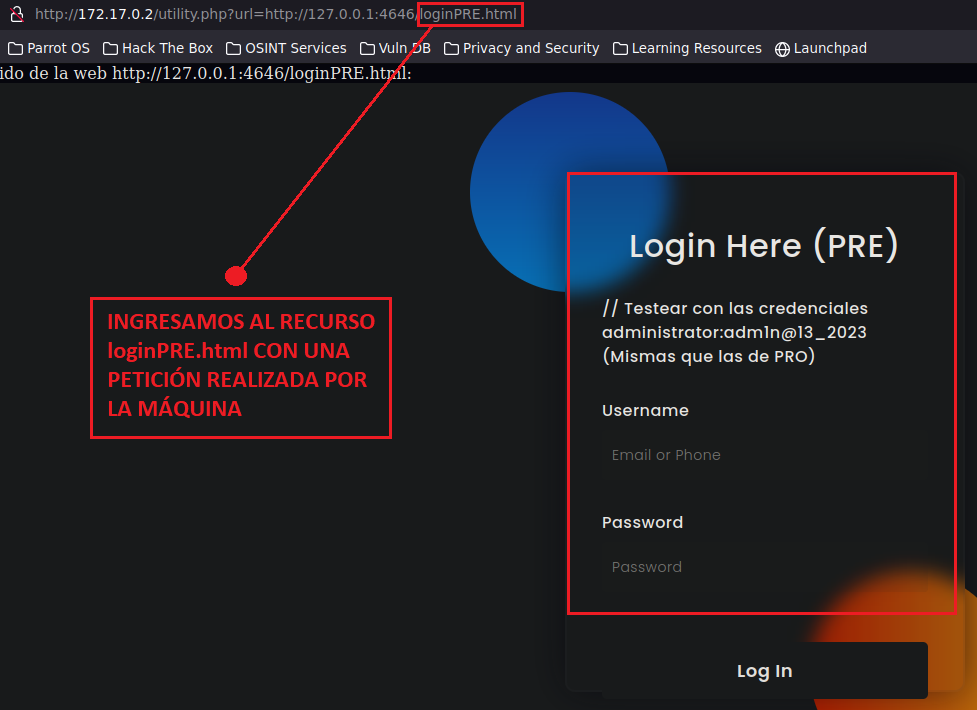 http://172.17.0.2/utility.php?url=http://127.0.0.1:4646/loginPRE.html
Parrot OS Hack The Box OSINT Services Vuln DB Privacy and Security Learning Resources Launchpad
ido de la web http://127.0.0.1:4646/loginPRE.html:
Login Here (PRE)
// Testear con las credenciales
administrator:adm1n@13_2023
(Mismas que las de PRO)
INGRESAMOS AL RECURSO
loginPRE.html CON UNA
PETICIÓN REALIZADA POR
LA MÁQUINA
Username
Email or Phone
Password
Password
Log In